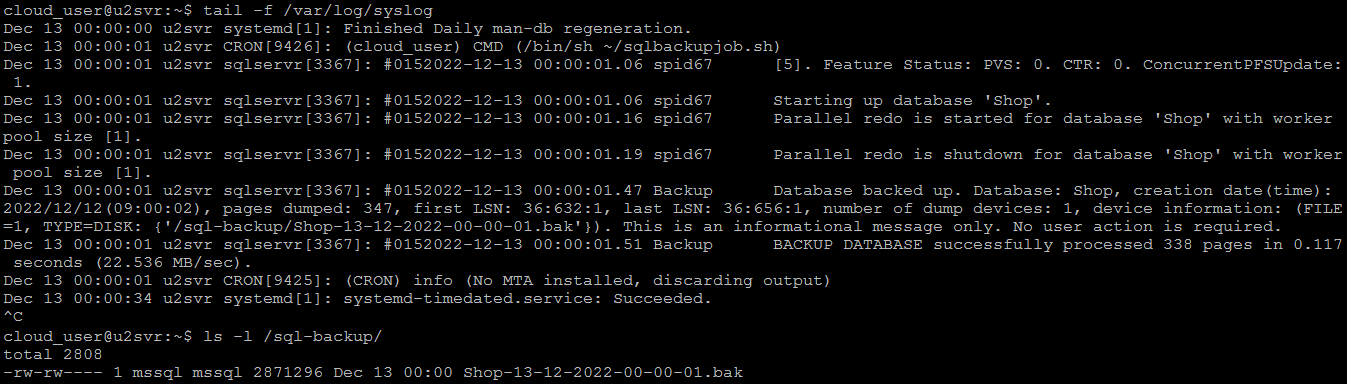 cloud_user@u2svr:~$ tail -f /var/log/syslog
Dec 13 00:00:00 u2svr systemd[1]: Finished Daily man-db regeneration.
Dec 13 00:00:01 u2svr CRON[9426]: (cloud_user) CMD (/bin/sh ~/sqlbackupjob.sh)
Dec 13 00:00:01 u2svr sqlservr[3367]: #0152022-12-13 00:00:01.06 spid67      [5]. Feature Status: PVS: 0. CTR: 0. ConcurrentPFSUpdate:
 1.
Dec 13 00:00:01 u2svr sqlservr[3367]: #0152022-12-13 00:00:01.06 spid67      Starting up database 'Shop'.
Dec 13 00:00:01 u2svr sqlservr[3367]: #0152022-12-13 00:00:01.16 spid67      Parallel redo is started for database 'Shop' with worker
pool size [1].
Dec 13 00:00:01 u2svr sqlservr[3367]: #0152022-12-13 00:00:01.19 spid67      Parallel redo is shutdown for database 'Shop' with worker
 pool size [1].
Dec 13 00:00:01 u2svr sqlservr[3367]: #0152022-12-13 00:00:01.47 Backup      Database backed up. Database: Shop, creation date(time):
2022/12/12(09:00:02), pages dumped: 347, first LSN: 36:632:1, last LSN: 36:656:1, number of dump devices: 1, device information: (FILE
=1, TYPE=DISK: {'/sql-backup/Shop-13-12-2022-00-00-01.bak'}). This is an informational message only. No user action is required.
Dec 13 00:00:01 u2svr sqlservr[3367]: #0152022-12-13 00:00:01.51 Backup      BACKUP DATABASE successfully processed 338 pages in 0.117
 seconds (22.536 MB/sec).
Dec 13 00:00:01 u2svr CRON[9425]: (CRON) info (No MTA installed, discarding output)
Dec 13 00:00:34 u2svr systemd[1]: systemd-timedated.service: Succeeded.
^C
cloud_user@u2svr:~$ ls -l /sql-backup/
total 2808
-rw-rw---- 1 mssql mssql 2871296 Dec 13 00:00 Shop-13-12-2022-00-00-01.bak